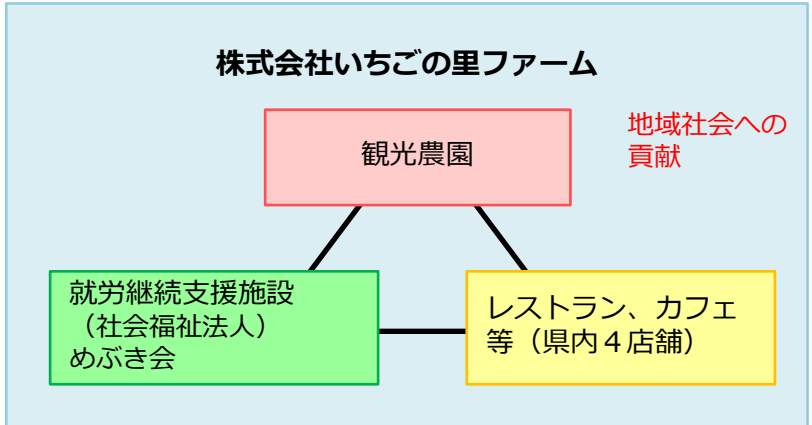 株式会社いちごの里ファーム
地域社会への
貢献
観光農園
就労継続支援施設
（社会福祉法人）
めぶき会
レストラン、カフェ
等（県内４店舗）